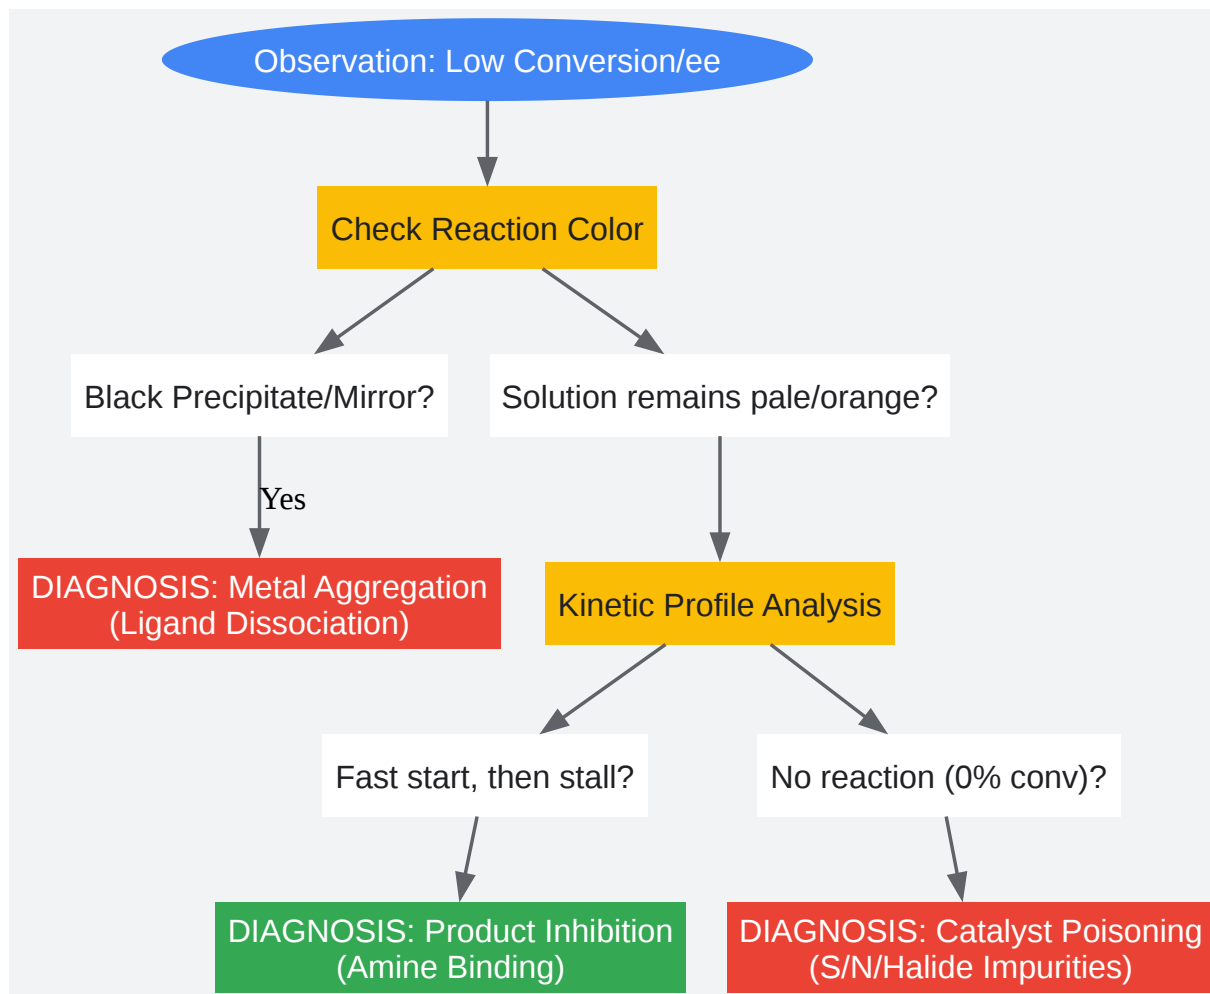 Observation: Low Conversion/ee
Check Reaction Color
Black Precipitate/Mirror?
Solution remains pale/orange?
Yes
DIAGNOSIS: Metal Aggregation
(Ligand Dissociation)
Kinetic Profile Analysis
Fast start, then stall?
No reaction (0% conv)?
DIAGNOSIS: Product Inhibition
(Amine Binding)
DIAGNOSIS: Catalyst Poisoning
(S/N/Halide Impurities)